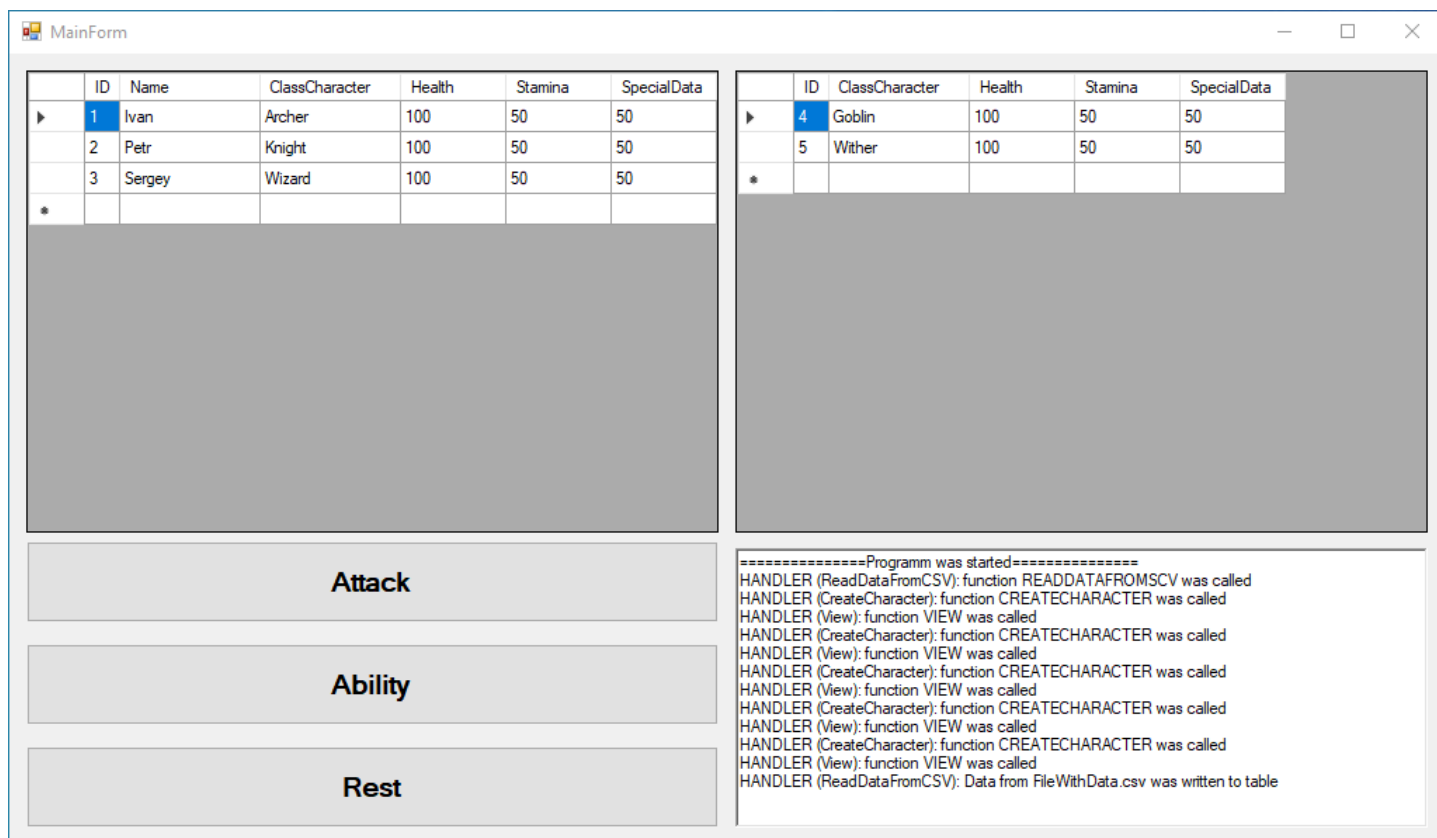 MainForm
ID Name ClassCharacter Health Stamina SpecialData
1 Ivan Archer 100 50 50
2 Petr Knight 100 50 50
3 Sergey Wizard 100 50 50
ID ClassCharacter Health Stamina SpecialData
4 Goblin 100 50 50
5 Wither 100 50 50
Attack
Ability
Rest
===============Programm was started===============
HANDLER (ReadDataFromCSV): function READDATAFROMSCV was called
HANDLER (CreateCharacter): function CREATECHARACTER was called
HANDLER (View): function VIEW was called
HANDLER (CreateCharacter): function CREATECHARACTER was called
HANDLER (View): function VIEW was called
HANDLER (CreateCharacter): function CREATECHARACTER was called
HANDLER (View): function VIEW was called
HANDLER (CreateCharacter): function CREATECHARACTER was called
HANDLER (View): function VIEW was called
HANDLER (CreateCharacter): function CREATECHARACTER was called
HANDLER (View): function VIEW was called
HANDLER (ReadDataFromCSV): Data from FileWithData.csv was written to table